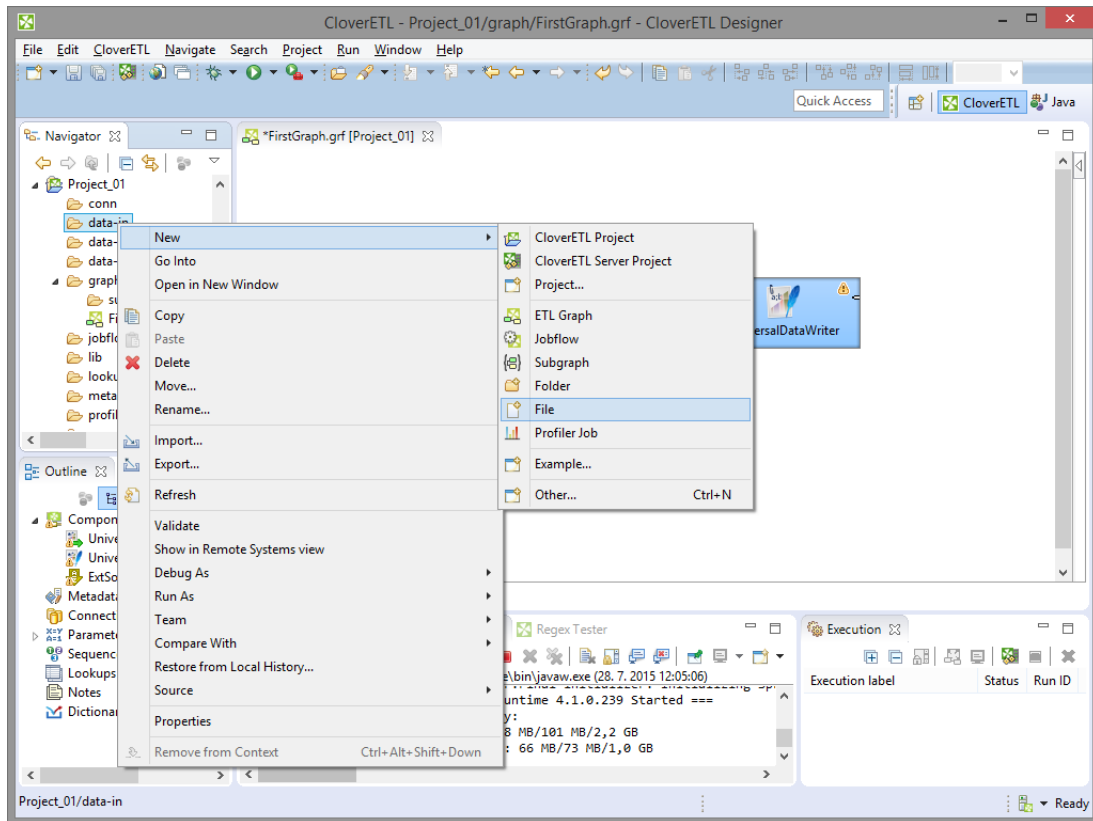 CloverETL - Project_01/graph/FirstGraph.grf - CloverETL Designer
File Edit CloverETL Navigate Search Project Run Window Help
Quick Access CloverETL Java
Navigator
*FirstGraph.grf [Project_01]
Project_01
conn
data-in
data-
data-
graph
su
Fi
jobflo
lib
looku
meta
profil
New
Go Into
Open in New Window
Copy
Paste
Delete
Move...
Rename...
Import...
Export...
Refresh
Validate
Show in Remote Systems view
Debug As
Run As
Team
Compare With
Restore from Local History...
Source
Properties
Remove from Context Ctrl+Alt+Shift+Down
CloverETL Project
CloverETL Server Project
Project...
ETL Graph
Jobflow
Subgraph
Folder
File
Profiler Job
Example...
Other... Ctrl+N
ersalDataWriter
Outline
Compon
Unive
Unive
ExtSo
Metadata
Connect
Paramet
Sequenc
Lookups
Notes
Dictionar
Regex Tester
e\bin\javaw.exe (28. 7. 2015 12:05:06)
untime 4.1.0.239 Started ===
y:
8 MB/101 MB/2,2 GB
: 66 MB/73 MB/1,0 GB
Execution
Execution label Status Run ID
Project_01/data-in
Ready